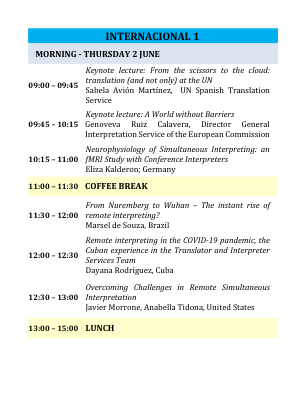 INTERNACIONAL 1
MORNING - THURSDAY 2 JUNE
09:00 – 09:45
Keynote lecture: From the scissors to the cloud:
translation (and not only) at the UN
Sabela Avión Martínez, UN Spanish Translation
Service
09:45 – 10:15
Keynote lecture: A World without Barriers
Genoveva Ruiz Calavera, Director General
Interpretation Service of the European Commission
10:15 – 11:00
Neurophysiology of Simultaneous Interpreting: an
fMRI Study with Conference Interpreters
Eliza Kalderon; Germany
11:00 – 11:30 COFFEE BREAK
11:30 – 12:00
From Nuremberg to Wuhan – The instant rise of
remote interpreting?
Marsel de Souza, Brazil
12:00 – 12:30
Remote interpreting in the COVID-19 pandemic, the
Cuban experience in the Translator and Interpreter
Services Team
Dayana Rodríguez, Cuba
12:30 – 13:00
Overcoming Challenges in Remote Simultaneous
Interpretation
Javier Morrone, Anabella Tidona, United States
13:00 – 15:00 LUNCH